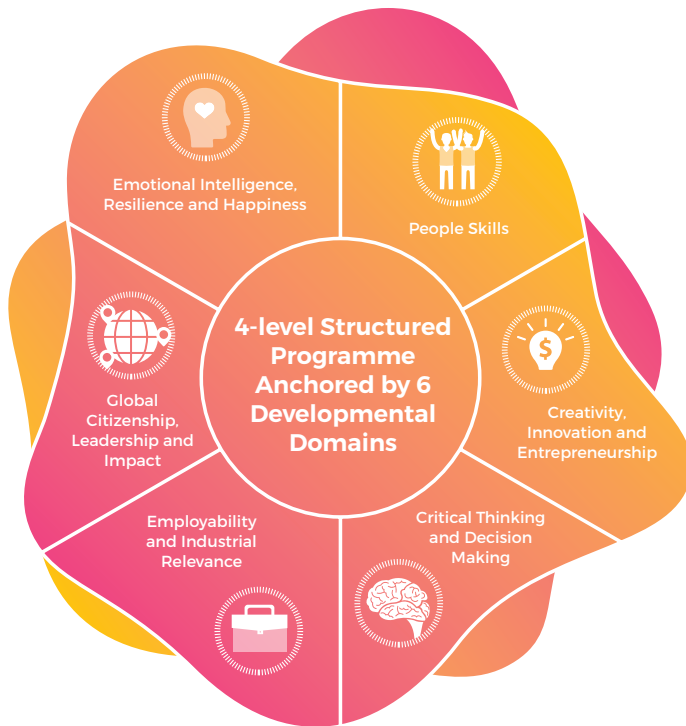 Emotional Intelligence,
Resilience and Happiness
People Skills
Creativity,
Innovation and
Entrepreneurship
Critical Thinking
and Decision
Making
Employability
and Industrial
Relevance
Global
Citizenship,
Leadership and
Impact
4-level Structured
Programme
Anchored by 6
Developmental
Domains
$